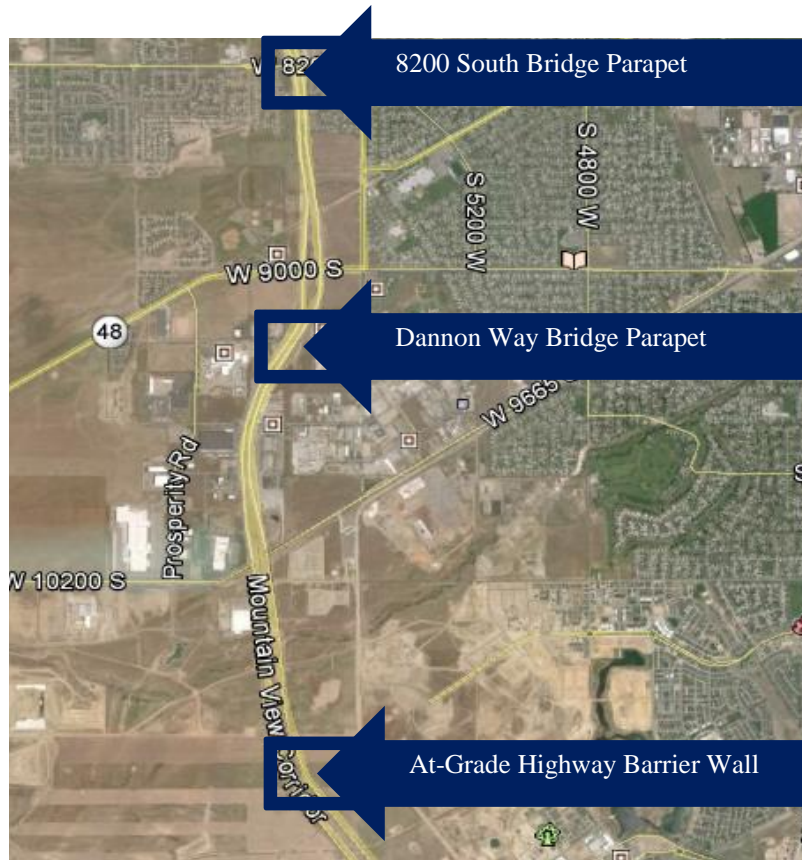 W 82
8200 South Bridge Parapet
S 4800 W
S 5200 W
W 9000 S
48
Dannon Way Bridge Parapet
W 9665
Prosperity Rd
S
W 10200 S
Mountain View Corridor
At-Grade Highway Barrier Wall